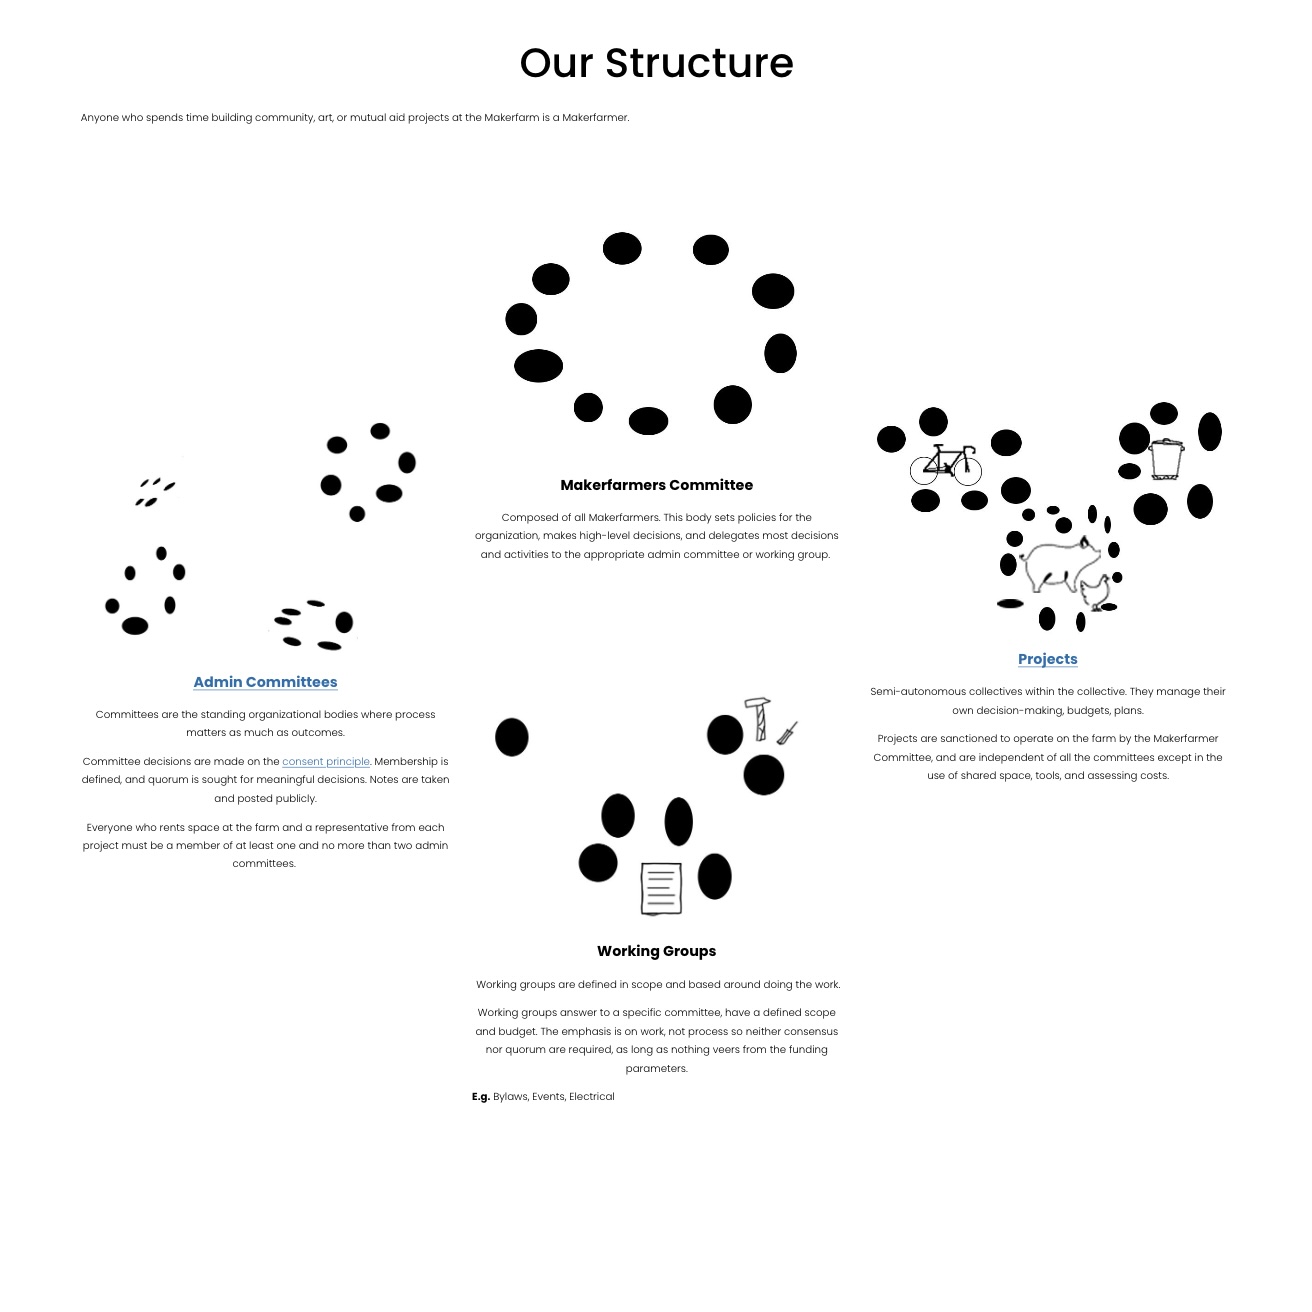 Our Structure
Anyone who spends time building community, art, or mutual aid projects at the Makerfarm is a Makerfarmer.
Makerfarmers Committee
Composed of all Makerfarmers. This body sets policies for the
organization, makes high-level decisions, and delegates most decisions
and activities to the appropriate admin committee or working group.
Admin Committees
Committees are the standing organizational bodies where process
matters as much as outcomes.
Committee decisions are made on the consent principle. Membership is
defined, and quorum is sought for meaningful decisions. Notes are taken
and posted publicly.
Everyone who rents space at the farm and a representative from each
project must be a member of at least one and no more than two admin
committees.
Projects
Semi-autonomous collectives within the collective. They manage their
own decision-making, budgets, plans.
Projects are sanctioned to operate on the farm by the Makerfarmer
Committee, and are independent of all the committees except in the
use of shared space, tools, and assessing costs.
Working Groups
Working groups are defined in scope and based around doing the work.
Working groups answer to a specific committee, have a defined scope
and budget. The emphasis is on work, not process so neither consensus
nor quorum are required, as long as nothing veers from the funding
parameters.
E.g. Bylaws, Events, Electrical